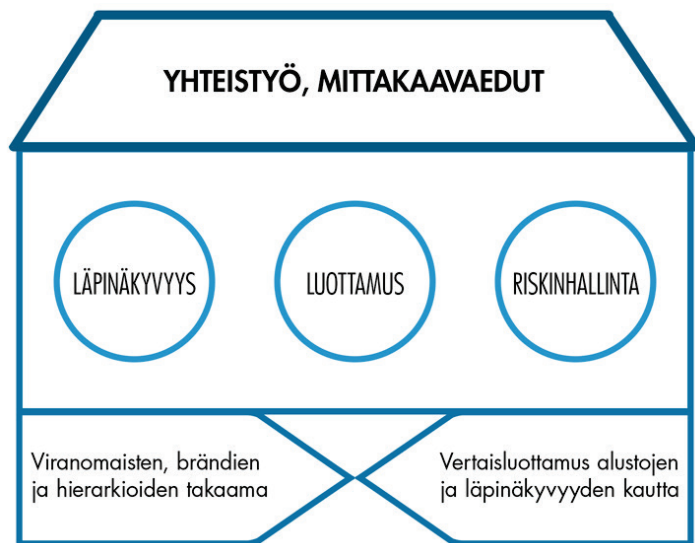 YHTEISTYÖ, MITTAKAAVAEDUT
LÄPINÄKYVYYS
LUOTTAMUS
RISKINHALLINTA
Viranomaisten, brändien
ja hierarkioiden takaama
Vertaisluottamus alustojen
ja läpinäkyvyyden kautta